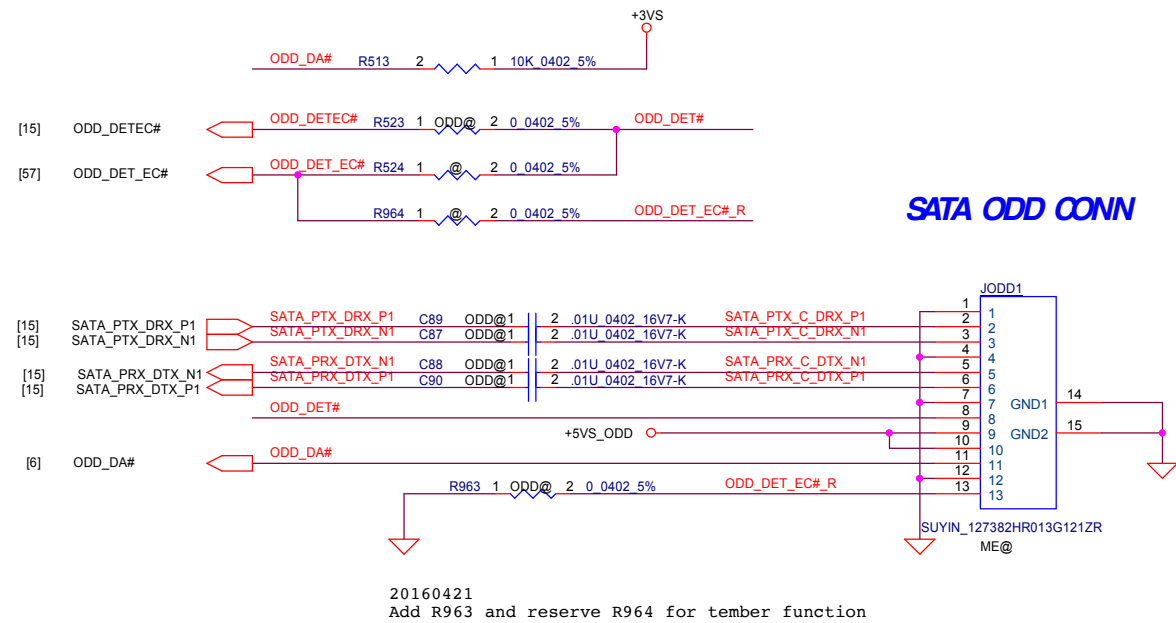 +3VS
ODD_DA# R513 2 1 10K_0402_5%
[15] ODD_DETEC# ODD_DETEC# R523 1 ODD@ 2 0_0402_5% ODD_DET#
[57] ODD_DET_EC# ODD_DET_EC# R524 1 @ 2 0_0402_5%
R964 1 @ 2 0_0402_5% ODD_DET_EC#_R
SATA ODD CONN
JODD1
1 1
[15] SATA_PTX_DRX_P1 SATA_PTX_DRX_P1 C89 ODD@ 1 2 .01U_0402_16V7-K SATA_PTX_C_DRX_P1 2 2
[15] SATA_PTX_DRX_N1 SATA_PTX_DRX_N1 C87 ODD@ 1 2 .01U_0402_16V7-K SATA_PTX_C_DRX_N1 3 3
4 4
[15] SATA_PRX_DTX_N1 SATA_PRX_DTX_N1 C88 ODD@ 1 2 .01U_0402_16V7-K SATA_PRX_C_DTX_N1 5 5
[15] SATA_PRX_DTX_P1 SATA_PRX_DTX_P1 C90 ODD@ 1 2 .01U_0402_16V7-K SATA_PRX_C_DTX_P1 6 6
7 7 GND1 14
ODD_DET# 8 8
+5VS_ODD 9 9 GND2 15
10 10
[6] ODD_DA# ODD_DA# 11 11
12 12
R963 1 ODD@ 2 0_0402_5% ODD_DET_EC#_R 13 13
SUYIN_127382HR013G121ZR
ME@
20160421
Add R963 and reserve R964 for tember function